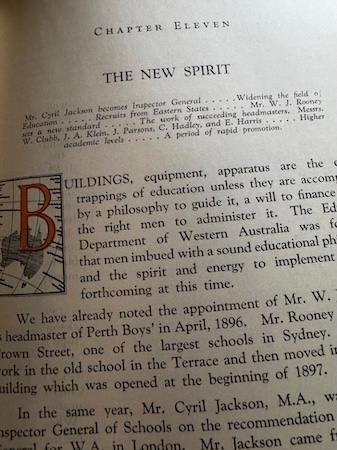 CHAPTER ELEVEN
THE NEW SPIRIT
Mr. Cyril Jackson becomes Inspector General . . . . . Widening the field o
Education . . . . . Recruits from Eastern States . . . . . Mr. W. J. Rooney
sets a new standard . . . . . The work of succeeding headmasters, Messrs.
W. Clubb, J. A. Klein, J. Parsons, C. Hadley, and E. Harris . . . . . Higher
academic levels . . . . . A period of rapid promotion.
BUILDINGS, equipment, apparatus are the e
trappings of education unless they are accom
by a philosophy to guide it, a will to finance
the right men to administer it. The Ed
Department of Western Australia was fo
that men imbued with a sound educational phi
and the spirit and energy to implement
forthcoming at this time.
We have already noted the appointment of Mr. W.
s headmaster of Perth Boys' in April, 1896. Mr. Rooney
rown Street, one of the largest schools in Sydney.
work in the old school in the Terrace and then moved in
uilding which was opened at the beginning of 1897.
In the same year, Mr. Cyril Jackson, M.A., wa
nspector General of Schools on the recommendation
General for W.A. in London. Mr. Jackson came f